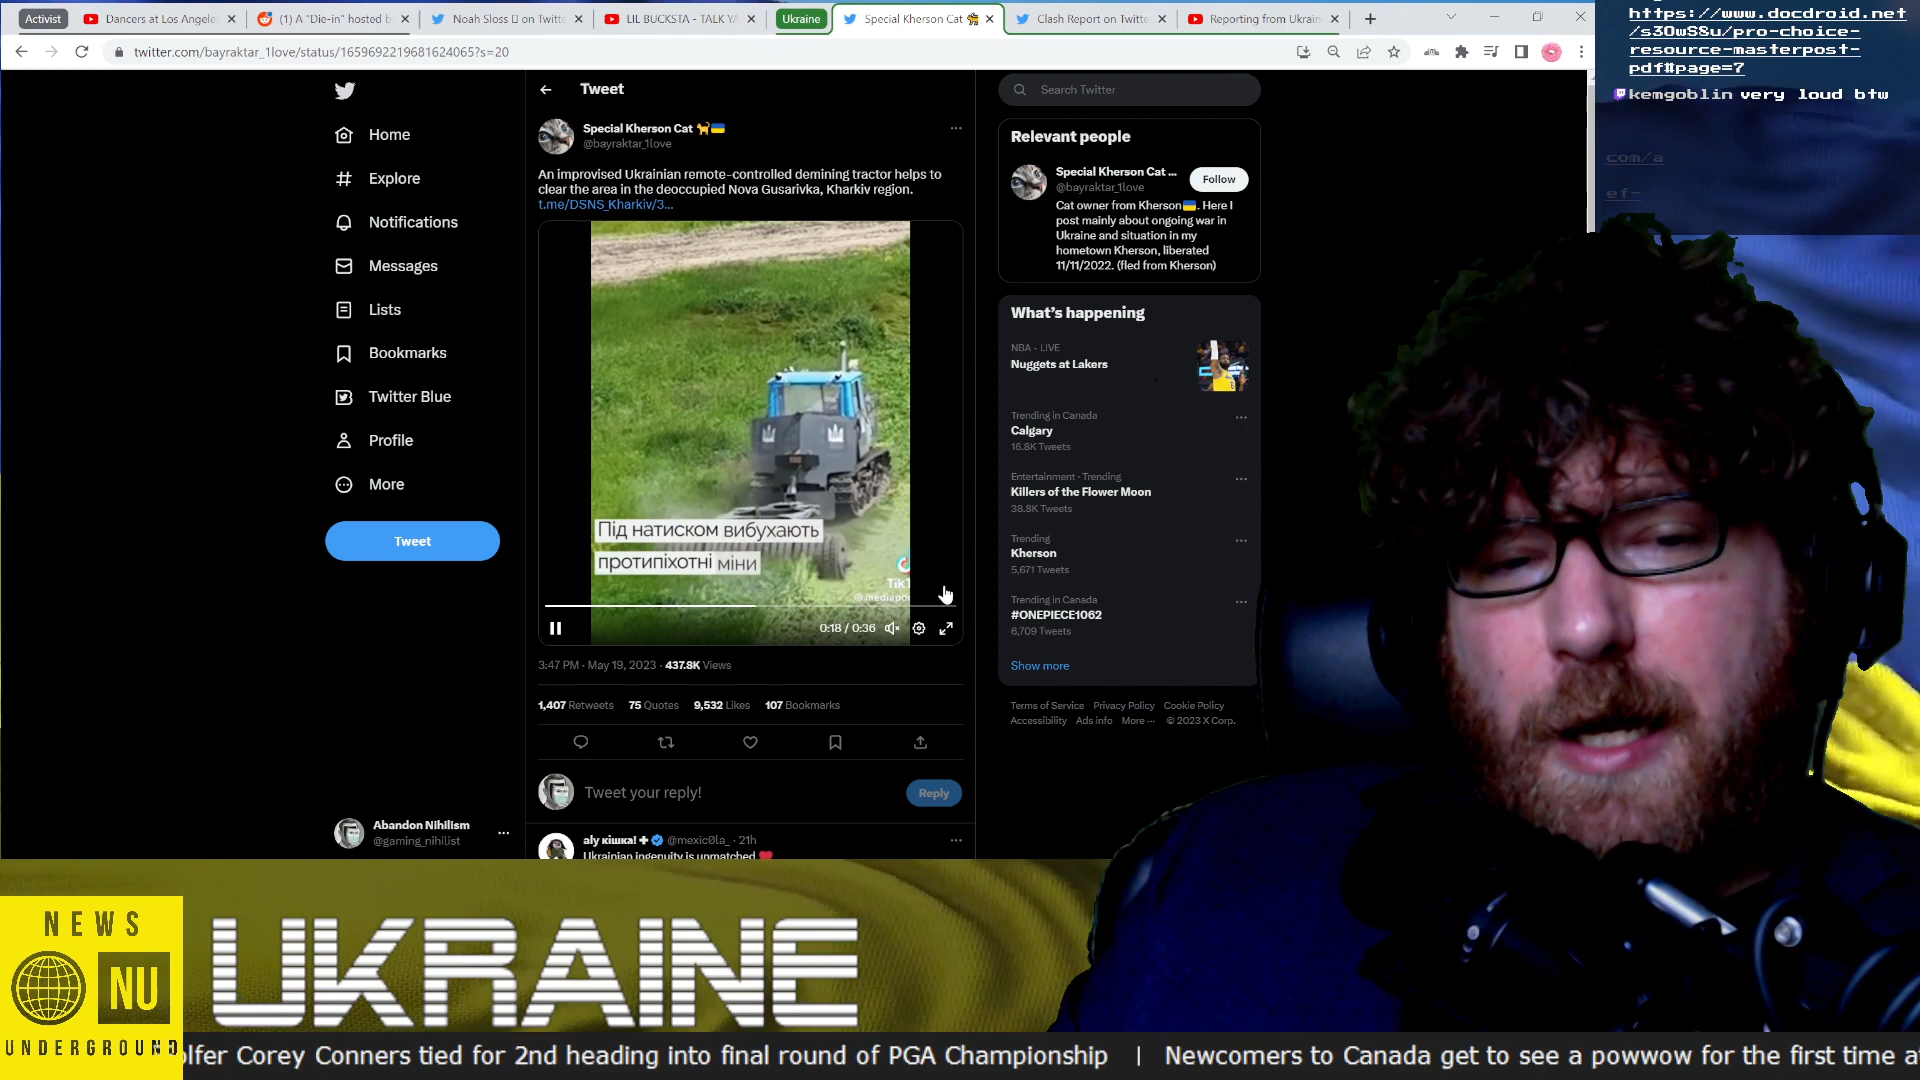 Activist
Dancers at Los Angele
(1) A "Die-in" hosted b
Noah Sloss
on Twitt
LIL BUCKSTA - TALK YA
Ukraine
Special Kherson Cat
Clash Report on Twitte
Reporting from Ukrain
twitter.com/bayraktar_1love/status/1659692219681624065?s=20
https://www.docdroid.net
/s3OwS8u/pro-choice-
resource-masterpost-
pdf#page=7
kemgoblin very loud btw
com/a
ef-
Home
Explore
Notifications
Messages
Lists
Bookmarks
Twitter Blue
Profile
More
Tweet
Abandon Nihilism
@gaming_nihilist
Tweet
Special Kherson Cat
@bayraktar_1love
An improvised Ukrainian remote-controlled demining tractor helps to
clear the area in the deoccupied Nova Gusarivka, Kharkiv region.
t.me/DSNS_Kharkiv/3...
Під натиском вибухають
протипіхотні міни
TikT
@mediapor
0:18 / 0:36
3:47 PM · May 19, 2023 · 437.8K Views
1,407 Retweets 75 Quotes 9,532 Likes 107 Bookmarks
Tweet your reply!
Reply
aly кішка! @mexic0la_ · 21h
Ukrainian ingenuity is unmatched
Search Twitter
Relevant people
Special Kherson Cat ...
@bayraktar_1love
Follow
Cat owner from Kherson. Here I
post mainly about ongoing war in
Ukraine and situation in my
hometown Kherson, liberated
11/11/2022. (fled from Kherson)
What's happening
NBA · LIVE
Nuggets at Lakers
Trending in Canada
Calgary
16.8K Tweets
Entertainment · Trending
Killers of the Flower Moon
38.8K Tweets
Trending
Kherson
5,671 Tweets
Trending in Canada
#ONEPIECE1062
6,709 Tweets
Show more
Terms of Service Privacy Policy Cookie Policy
Accessibility Ads info More ... © 2023 X Corp.
NEWS
NU
UNDERGROUND
UKRAINE
olfer Corey Conners tied for 2nd heading into final round of PGA Championship | Newcomers to Canada get to see a powwow for the first time a